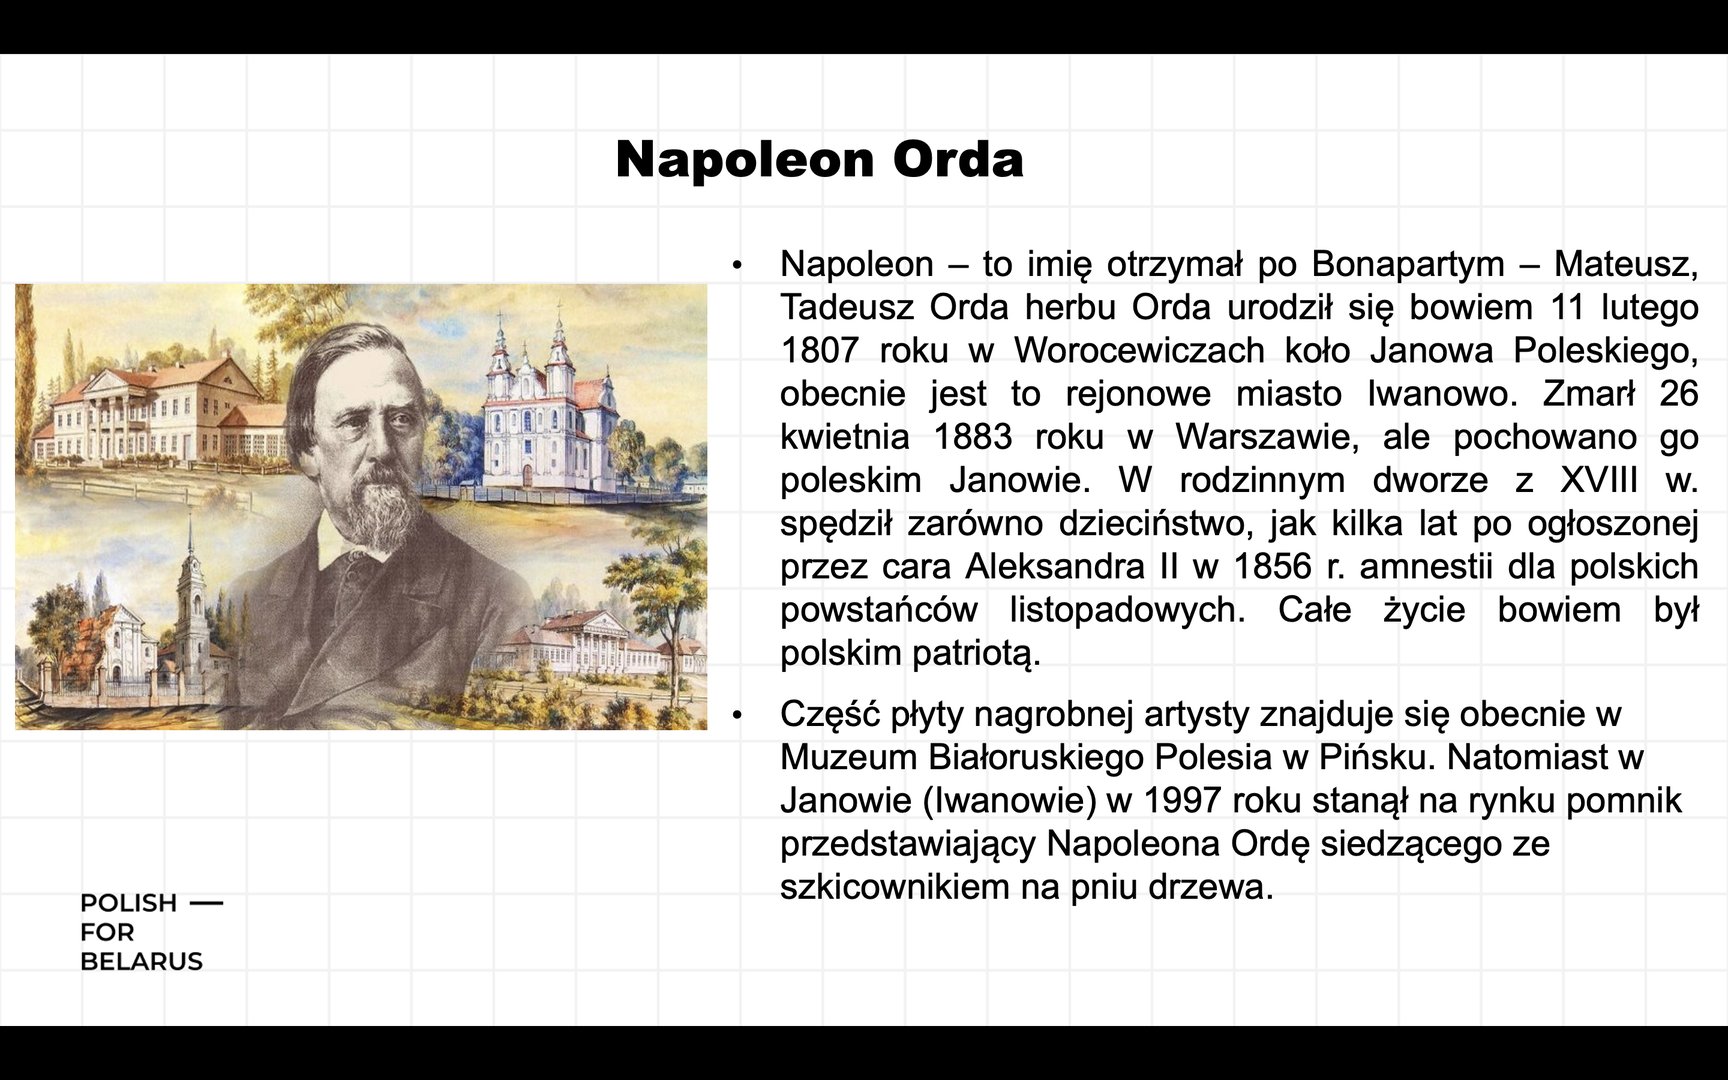 Napoleon Orda
• Napoleon – to imię otrzymał po Bonapartym – Mateusz,
Tadeusz Orda herbu Orda urodził się bowiem 11 lutego
1807 roku w Worocewiczach koło Janowa Poleskiego,
obecnie jest to rejonowe miasto Iwanowo. Zmarł 26
kwietnia 1883 roku w Warszawie, ale pochowano go
poleskim Janowie. W rodzinnym dworze z XVIII w.
spędził zarówno dzieciństwo, jak kilka lat po ogłoszonej
przez cara Aleksandra II w 1856 r. amnestii dla polskich
powstańców listopadowych. Całe życie bowiem był
polskim patriotą.
• Część płyty nagrobnej artysty znajduje się obecnie w
Muzeum Białoruskiego Polesia w Pińsku. Natomiast w
Janowie (Iwanowie) w 1997 roku stanął na rynku pomnik
przedstawiający Napoleona Ordę siedzącego ze
szkicownikiem na pniu drzewa.
POLISH —
FOR
BELARUS